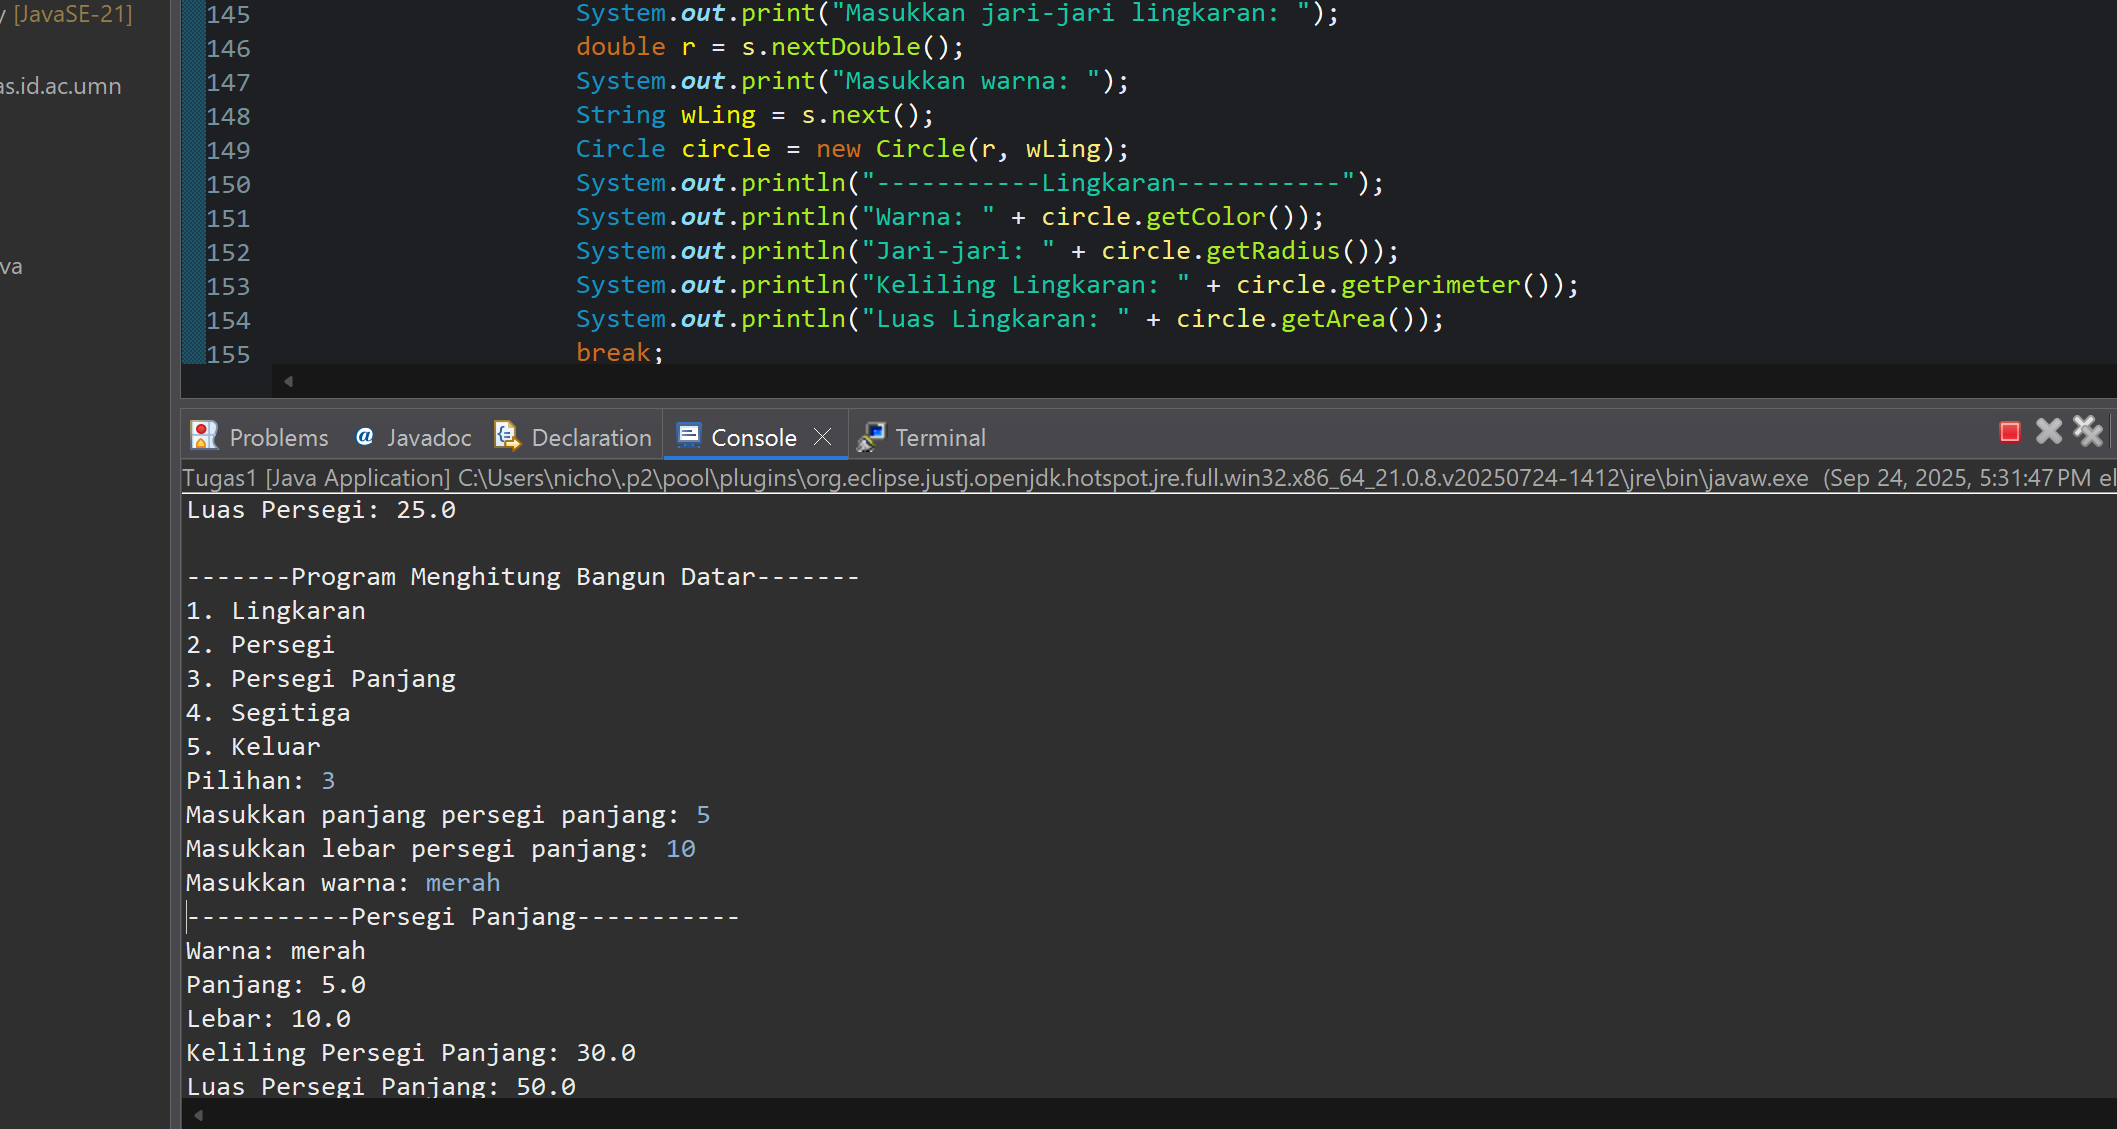 y [JavaSE-21]
as.id.ac.umn
va
145 System.out.print("Masukkan jari-jari lingkaran: ");
146 double r = s.nextDouble();
147 System.out.print("Masukkan warna: ");
148 String wLing = s.next();
149 Circle circle = new Circle(r, wLing);
150 System.out.println("-----------Lingkaran-----------");
151 System.out.println("Warna: " + circle.getColor());
152 System.out.println("Jari-jari: " + circle.getRadius());
153 System.out.println("Keliling Lingkaran: " + circle.getPerimeter());
154 System.out.println("Luas Lingkaran: " + circle.getArea());
155 break;
Problems @ Javadoc Declaration Console Terminal
Tugas1 [Java Application] C:\Users\nicho\.p2\pool\plugins\org.eclipse.justj.openjdk.hotspot.jre.full.win32.x86_64_21.0.8.v20250724-1412\jre\bin\javaw.exe (Sep 24, 2025, 5:31:47 PM el
Luas Persegi: 25.0
-------Program Menghitung Bangun Datar-------
1. Lingkaran
2. Persegi
3. Persegi Panjang
4. Segitiga
5. Keluar
Pilihan: 3
Masukkan panjang persegi panjang: 5
Masukkan lebar persegi panjang: 10
Masukkan warna: merah
-----------Persegi Panjang-----------
Warna: merah
Panjang: 5.0
Lebar: 10.0
Keliling Persegi Panjang: 30.0
Luas Persegi Panjang: 50.0